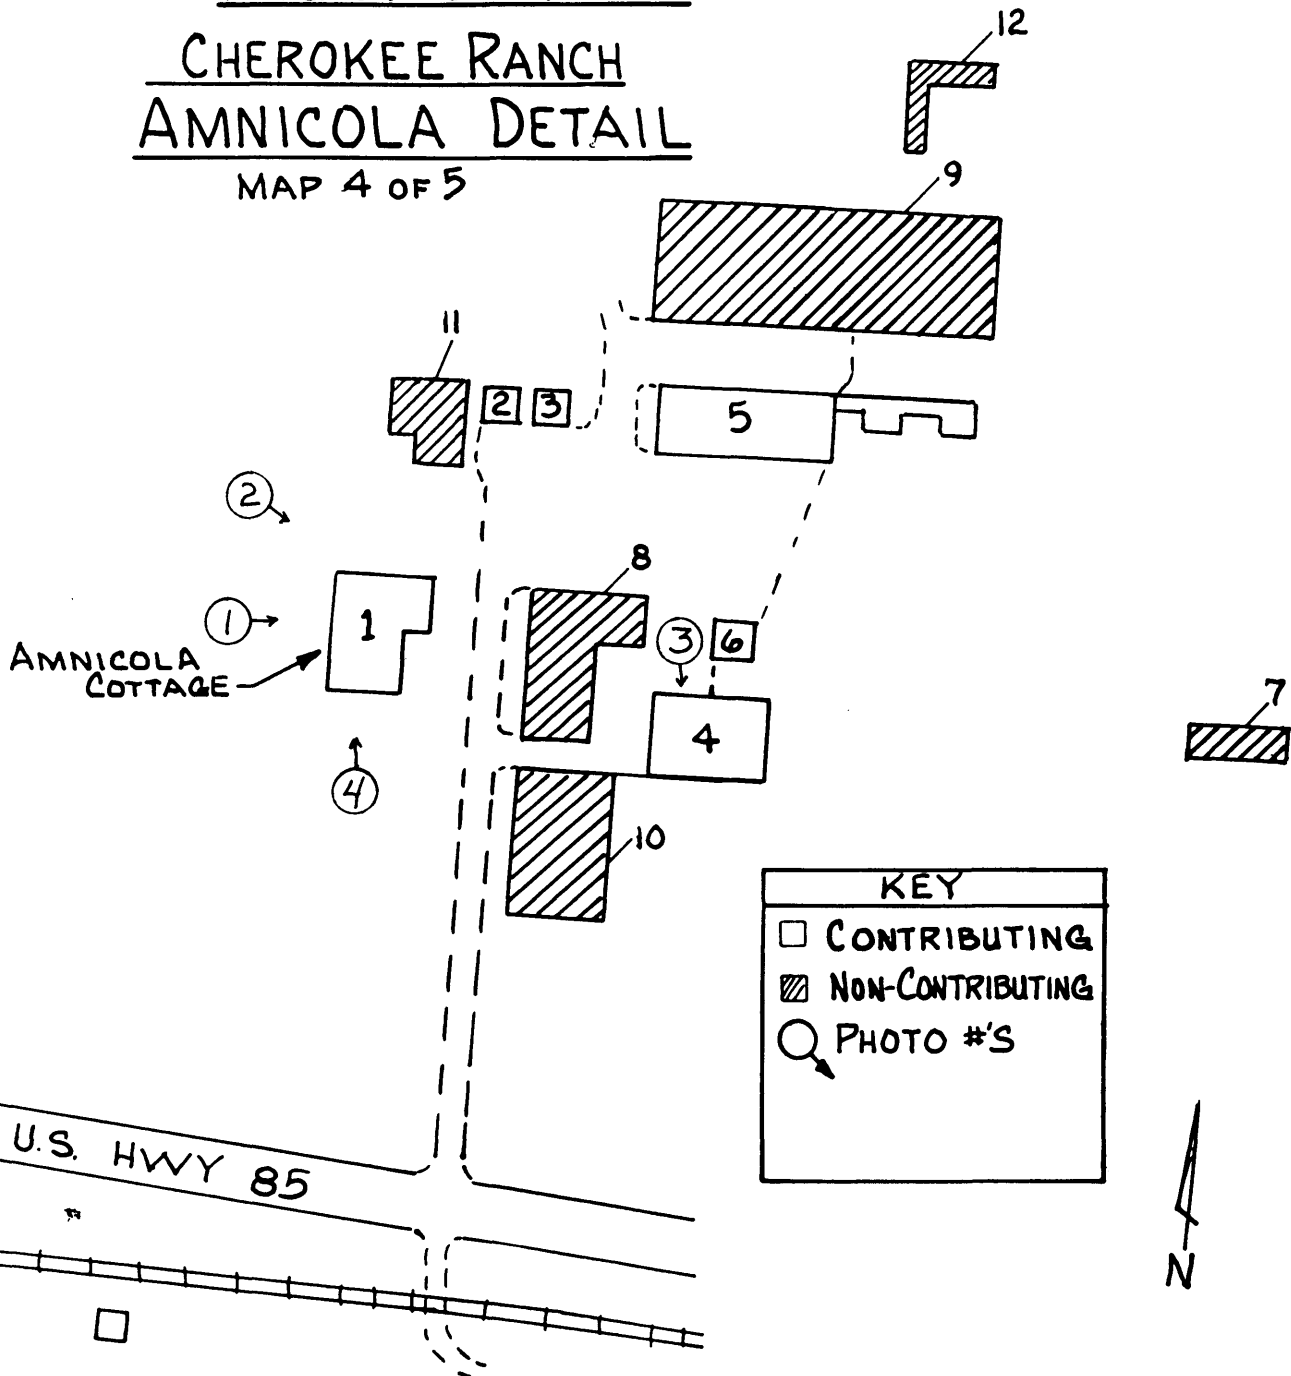 CHEROKEE RANCH
AMNICOLA DETAIL
MAP 4 OF 5
12
9
11
2
3
5
2
8
1
1
3
6
AMNICOLA
COTTAGE
4
7
4
10
KEY
CONTRIBUTING
NON-CONTRIBUTING
PHOTO #'S
U.S. HWY 85
N